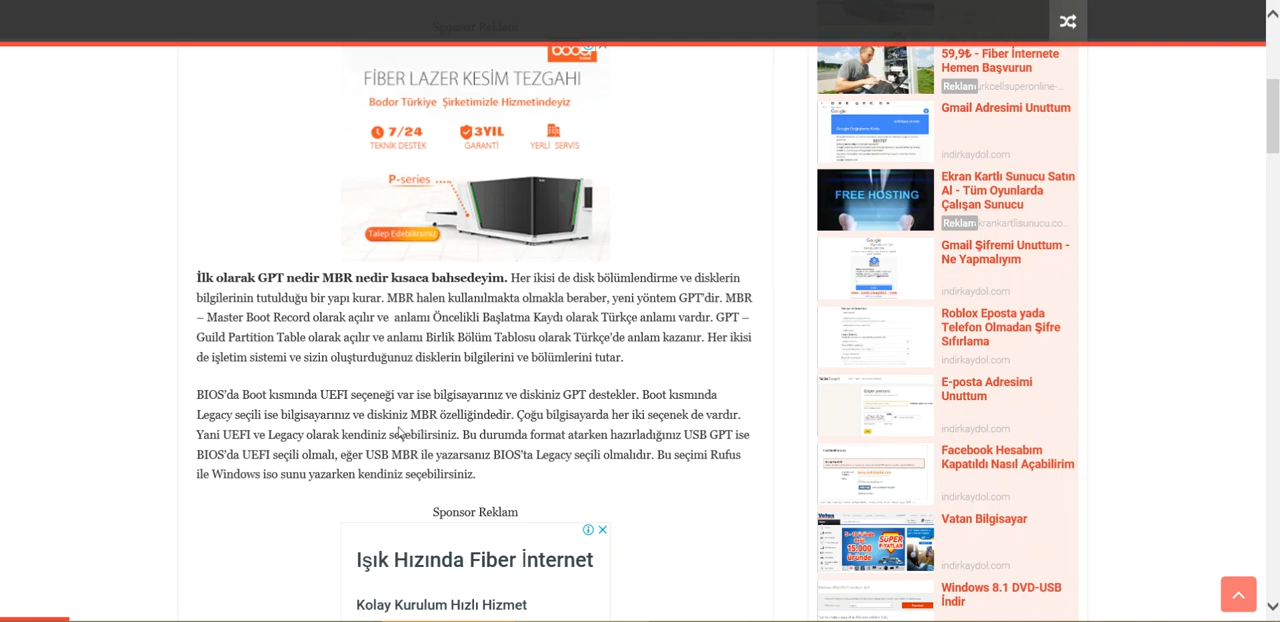 Sponsor Reklam
FİBER LAZER KESİM TEZGAHI
Bodor Türkiye Şirketimizle Hizmetindeyiz
7/24
TEKNİK DESTEK
3YIL
GARANTİ
YERLİ SERVİS
P-series ....
Talep Edebilirsiniz
İlk olarak GPT nedir MBR nedir kısaca bahsedeyim. Her ikisi de disk bilgilendirme ve disklerin
bilgilerinin tutulduğu bir yapı kurar. MBR halen kullanılmakta olmakla beraber, yeni yöntem GPT'dir. MBR
– Master Boot Record olarak açılır ve anlamı Öncelikli Başlatma Kaydı olarak Türkçe anlamı vardır. GPT –
Guid Partition Table olarak açılır ve anlamı Kimlik Bölüm Tablosu olarak Türkçede anlam kazanır. Her ikisi
de işletim sistemi ve sizin oluşturduğunuz disklerin bilgilerini ve bölümlerini tutar.
BIOS'da Boot kısmında UEFI seçeneği var ise bilgisayarınız ve diskiniz GPT destekler. Boot kısmında
Legacy seçili ise bilgisayarınız ve diskiniz MBR özelliğindedir. Çoğu bilgisayarda her iki seçenek de vardır.
Yani UEFI ve Legacy olarak kendiniz seçebilirsiniz. Bu durumda format atarken hazırladığınız USB GPT ise
BIOS'da UEFI seçili olmalı, eğer USB MBR ile yazarsanız BIOS'ta Legacy seçili olmalıdır. Bu seçimi Rufus
ile Windows iso sunu yazarken kendiniz seçebilirsiniz.
Sponsor Reklam
Işık Hızında Fiber İnternet
Kolay Kurulum Hızlı Hizmet
59,9₺ - Fiber İnternete
Hemen Başvurun
Reklam urkcelisuperonline-...
Gmail Adresimi Unuttum
indirkaydol.com
Ekran Kartlı Sunucu Satın
Al - Tüm Oyunlarda
Çalışan Sunucu
Reklam krankartlisunucu.co...
FREE HOSTING
Gmail Şifremi Unuttum -
Ne Yapmalıyım
indirkaydol.com
Roblox Eposta yada
Telefon Olmadan Şifre
Sıfırlama
indirkaydol.com
E-posta Adresimi
Unuttum
indirkaydol.com
Facebook Hesabım
Kapatıldı Nasıl Açabilirim
indirkaydol.com
Vatan Bilgisayar
indirkaydol.com
Windows 8.1 DVD-USB
İndir